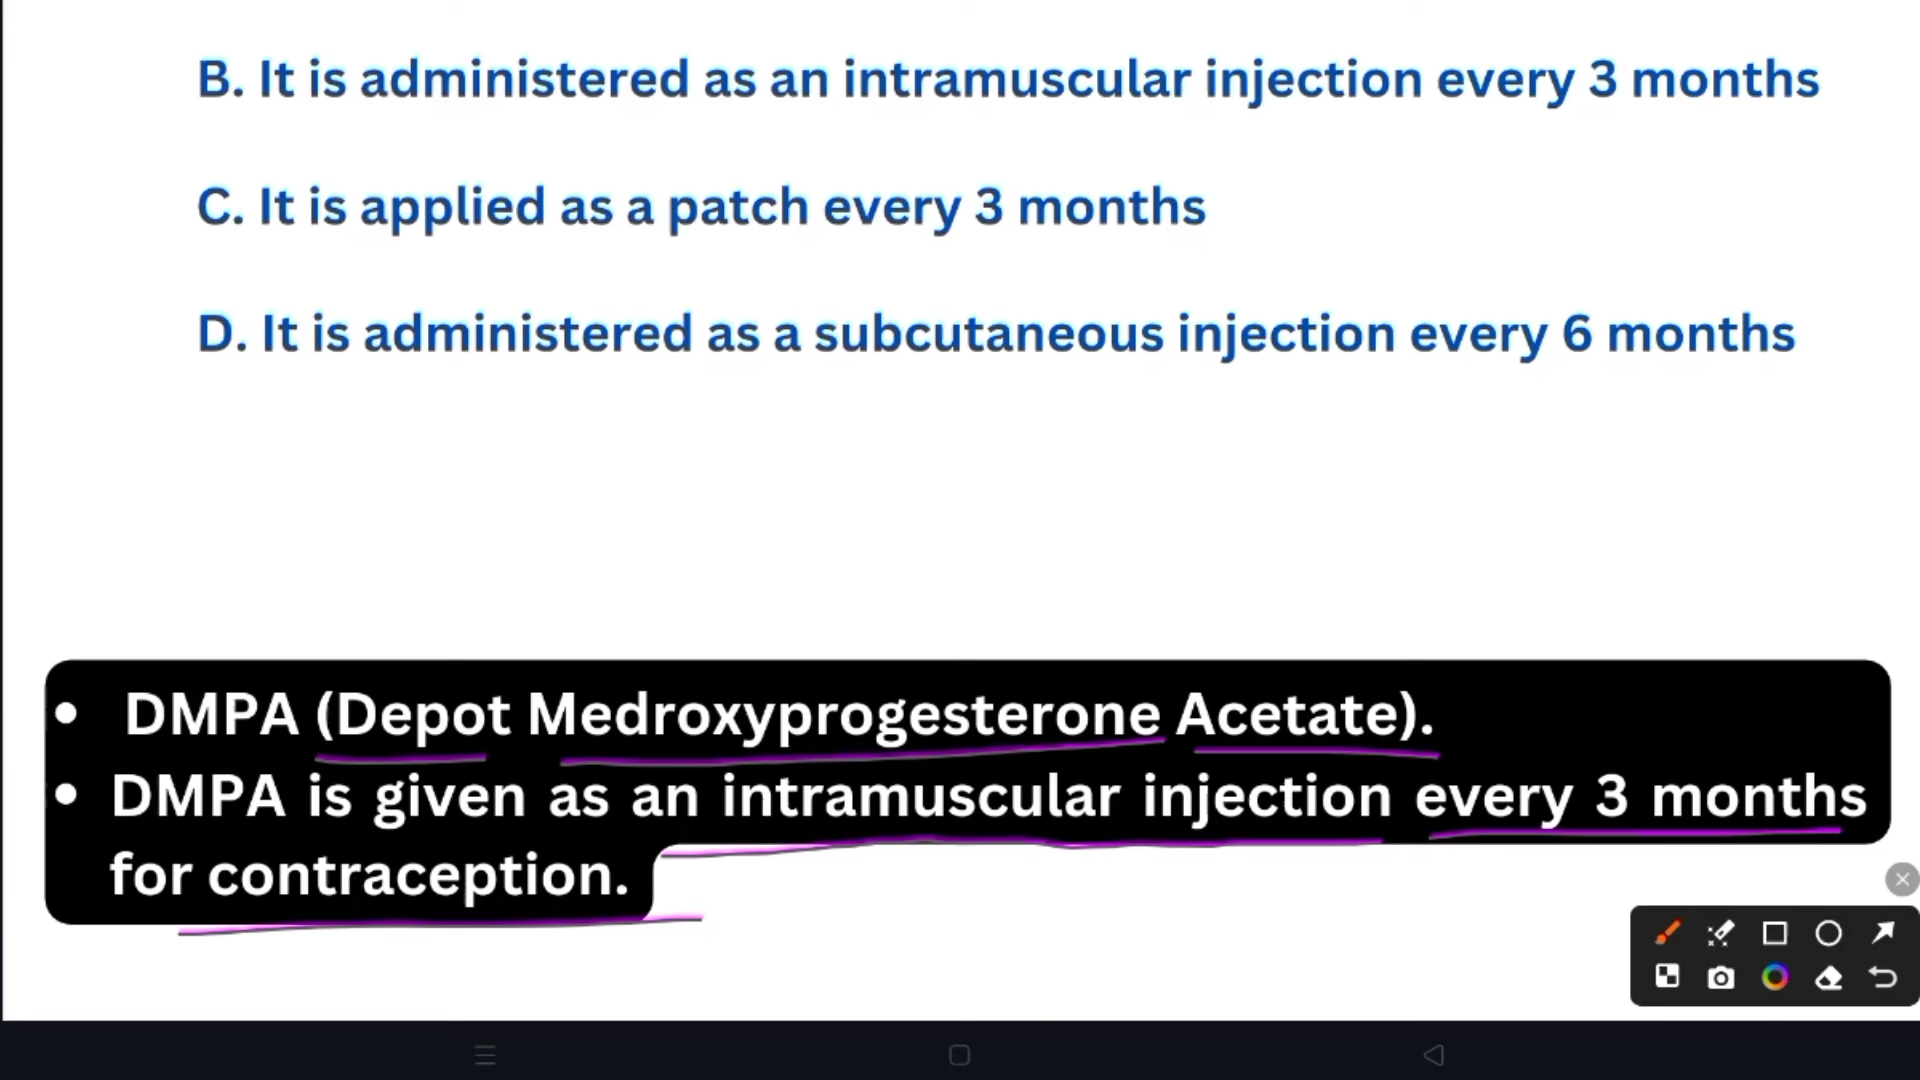 B. It is administered as an intramuscular injection every 3 months
C. It is applied as a patch every 3 months
D. It is administered as a subcutaneous injection every 6 months
• DMPA (Depot Medroxyprogesterone Acetate).
• DMPA is given as an intramuscular injection every 3 months
for contraception.